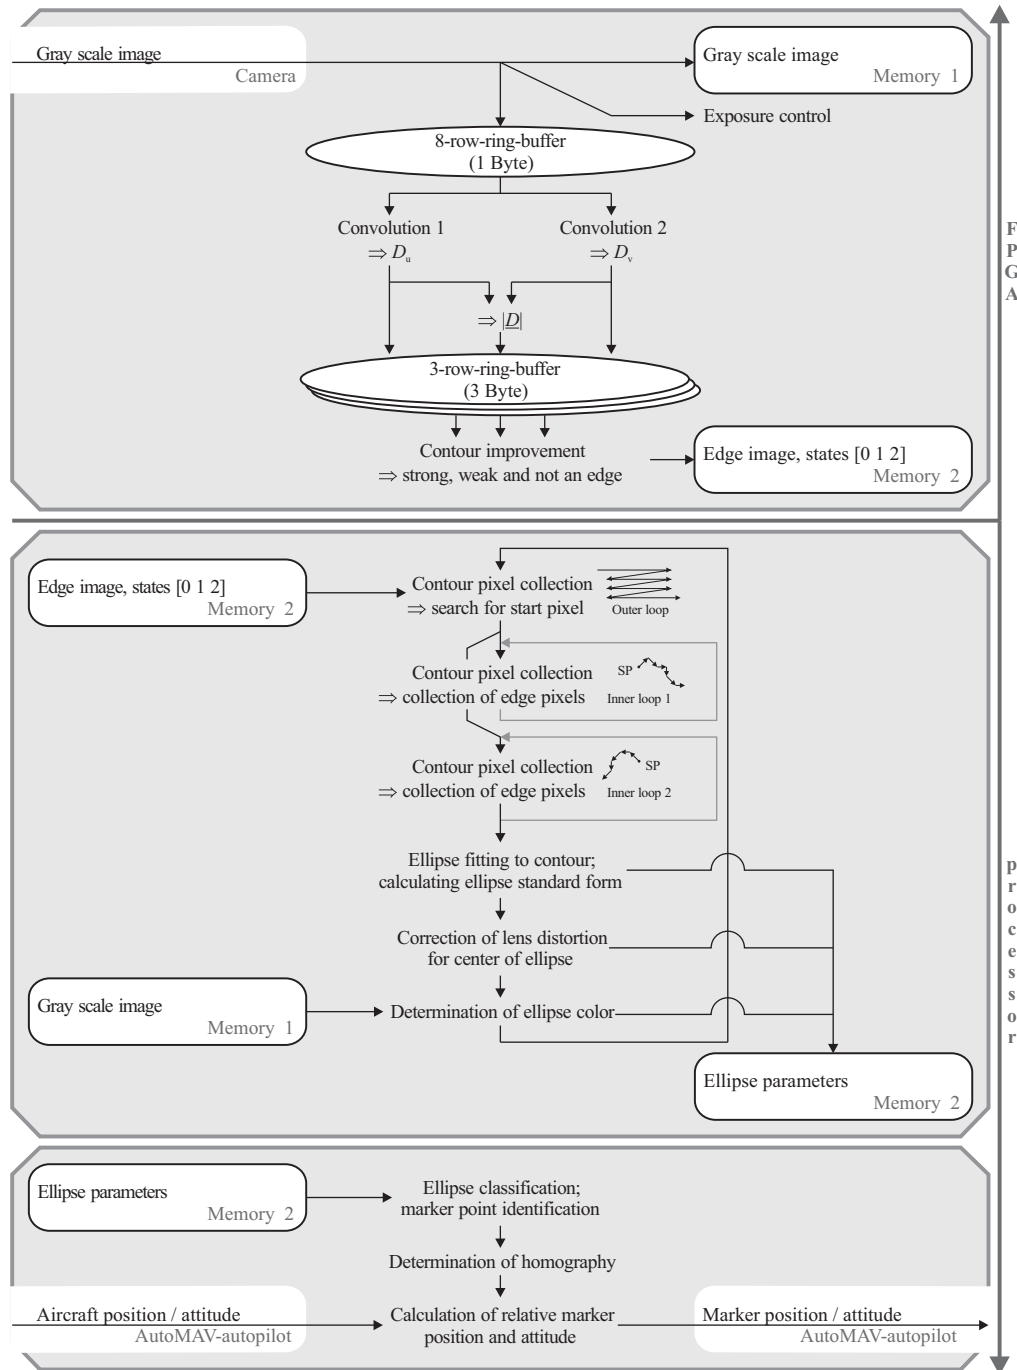 Gray scale image
Camera
Gray scale image
Memory 1
Exposure control
8-row-ring-buffer
(1 Byte)
Convolution 1
⇒ Du
Convolution 2
⇒ Dv
⇒ |D|
3-row-ring-buffer
(3 Byte)
Contour improvement
⇒ strong, weak and not an edge
Edge image, states [0 1 2]
Memory 2
FPGA
Edge image, states [0 1 2]
Memory 2
Contour pixel collection
⇒ search for start pixel
Outer loop
Contour pixel collection
⇒ collection of edge pixels
SP
Inner loop 1
Contour pixel collection
⇒ collection of edge pixels
SP
Inner loop 2
Ellipse fitting to contour;
calculating ellipse standard form
Correction of lens distortion
for center of ellipse
Gray scale image
Memory 1
Determination of ellipse color
Ellipse parameters
Memory 2
processor
Ellipse parameters
Memory 2
Ellipse classification;
marker point identification
Determination of homography
Aircraft position / attitude
AutoMAV-autopilot
Calculation of relative marker
position and attitude
Marker position / attitude
AutoMAV-autopilot